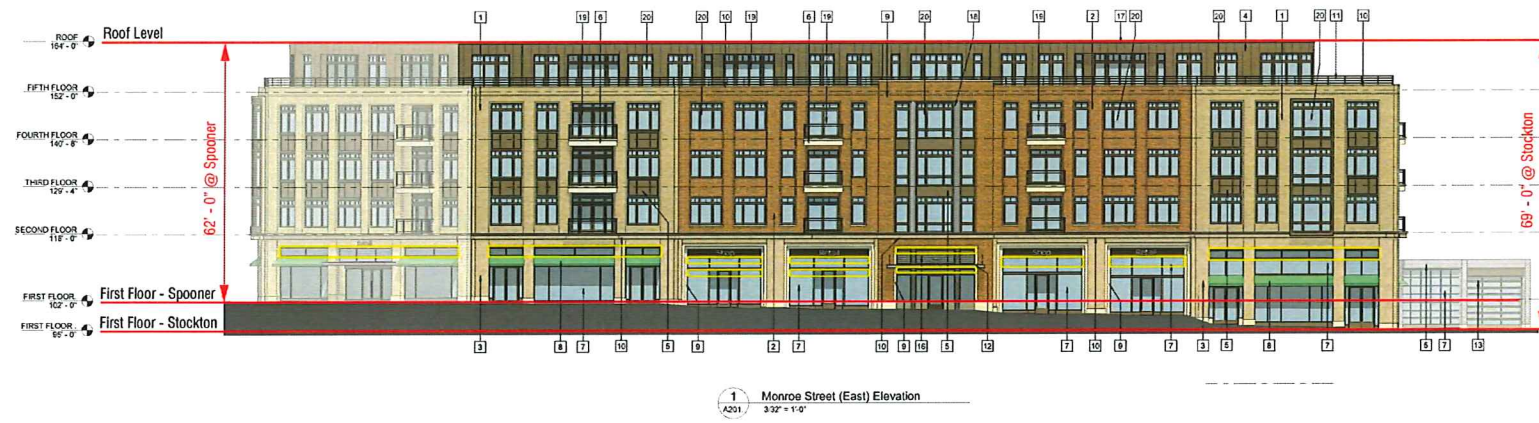 1 19 6 20 20 10 19 6 19 9 20 18 19 2 17 20 20 4 1 20 11 10
ROOF
164' - 0"
Roof Level
FIFTH FLOOR
152' - 0"
FOURTH FLOOR
140' - 8"
THIRD FLOOR
129' - 4"
SECOND FLOOR
118' - 0"
62' - 0" @ Spooner
69' - 0" @ Stockton
Shop Retail Shop Retail
FIRST FLOOR
102' - 0"
First Floor - Spooner
FIRST FLOOR
95' - 0"
First Floor - Stockton
3 8 7 10 5 9 2 7 10 9 16 5 12 7 10 9 7 3 5 8 7 5 7 13
1
A201
Monroe Street (East) Elevation
3/32" = 1'-0"